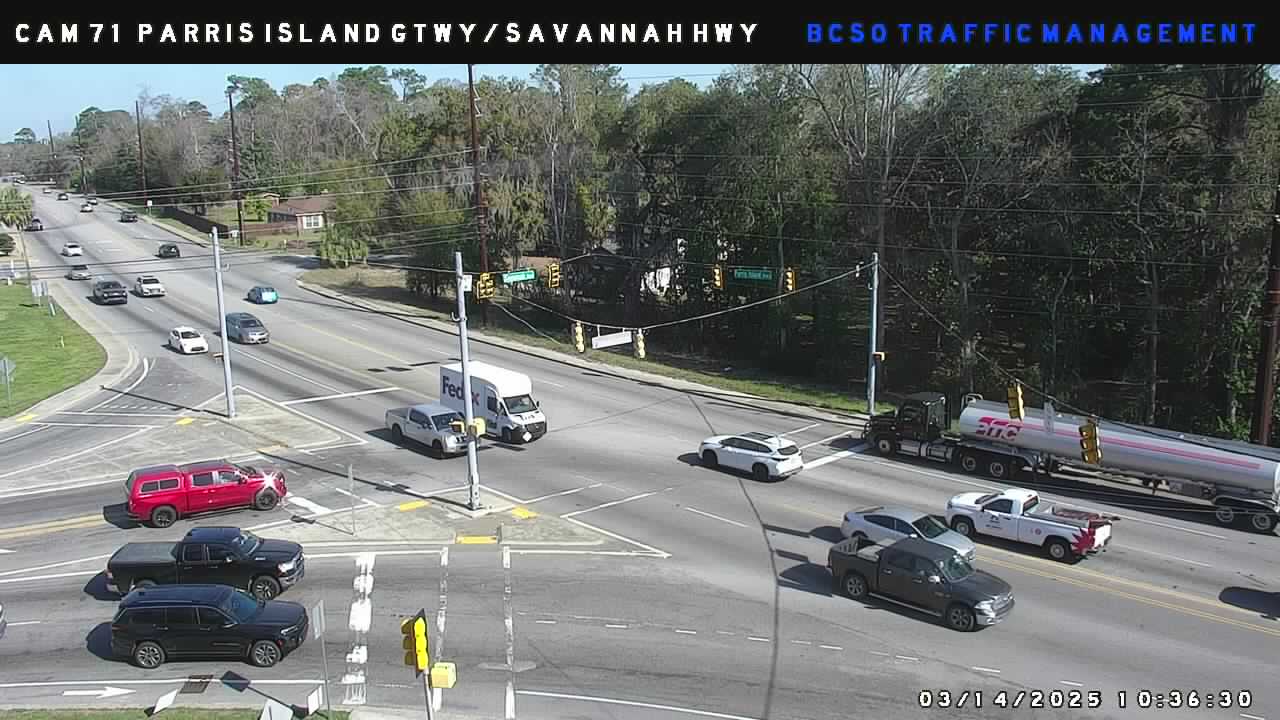 CAM 71 PARRIS ISLAND GTWY/SAVANNAH HWY
BCSO TRAFFIC MANAGEMENT
FedEx
03/14/2025 10:36:30